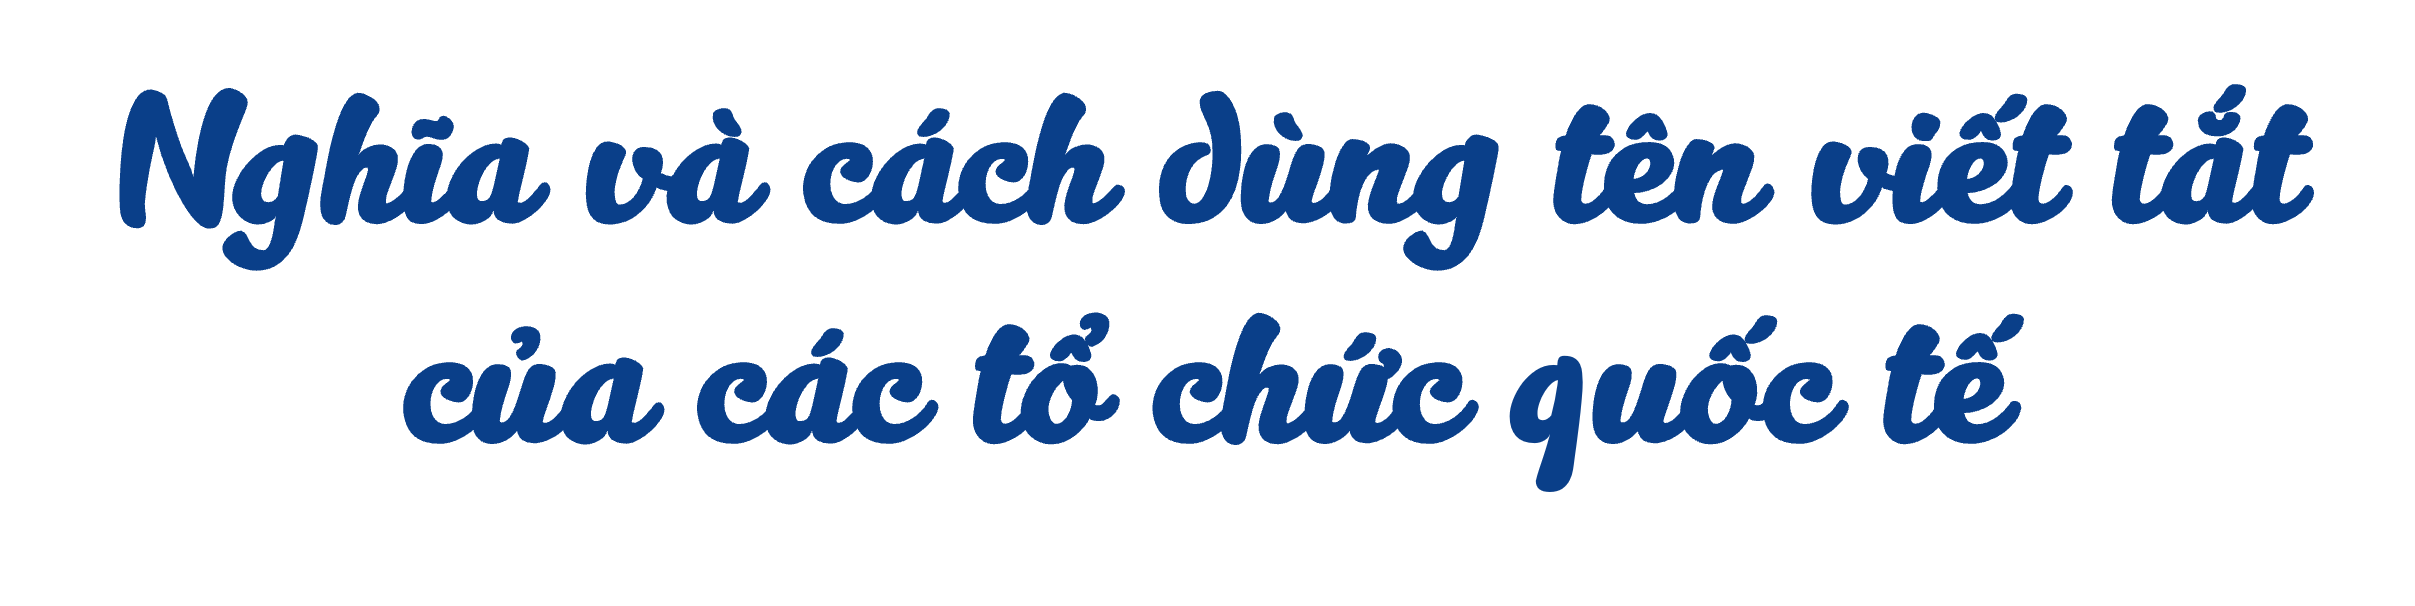 Nghĩa và cách dùng tên viết tắt
của các tổ chức quốc tế